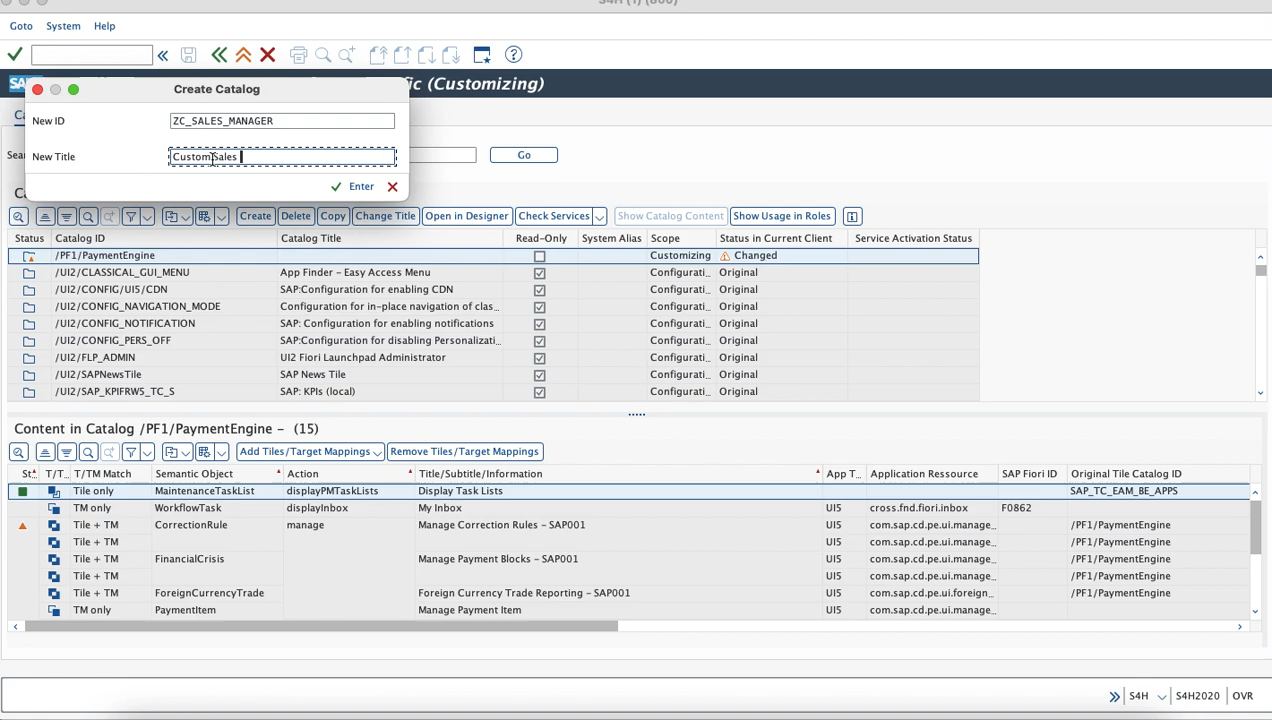 S4H (1) (800)
Goto System Help
SAP fic (Customizing)
Create Catalog
New ID ZC_SALES_MANAGER
New Title Custom Sales
Enter
Go
Create Delete Copy Change Title Open in Designer Check Services Show Catalog Content Show Usage in Roles
Status Catalog ID Catalog Title Read-Only System Alias Scope Status in Current Client Service Activation Status
/PF1/PaymentEngine Customizing Changed
/UI2/CLASSICAL_GUI_MENU App Finder – Easy Access Menu Configurati... Original
/UI2/CONFIG/UI5/CDN SAP:Configuration for enabling CDN Configurati... Original
/UI2/CONFIG_NAVIGATION_MODE Configuration for in-place navigation of clas... Configurati... Original
/UI2/CONFIG_NOTIFICATION SAP: Configuration for enabling notifications Configurati... Original
/UI2/CONFIG_PERS_OFF SAP:Configuration for disabling Personalizati... Configurati... Original
/UI2/FLP_ADMIN UI2 Fiori Launchpad Administrator Configurati... Original
/UI2/SAPNewsTile SAP News Tile Configurati... Original
/UI2/SAP_KPIFRW5_TC_S SAP: KPIs (local) Configurati... Original
Content in Catalog /PF1/PaymentEngine – (15)
Add Tiles/Target Mappings Remove Tiles/Target Mappings
St. T/T... T/TM Match Semantic Object Action Title/Subtitle/Information App T... Application Ressource SAP Fiori ID Original Tile Catalog ID
Tile only MaintenanceTaskList displayPMTaskLists Display Task Lists SAP_TC_EAM_BE_APPS
TM only WorkflowTask displayInbox My Inbox UI5 cross.fnd.fiori.inbox F0862
Tile + TM CorrectionRule manage Manage Correction Rules – SAP001 UI5 com.sap.cd.pe.ui.manage... /PF1/PaymentEngine
Tile + TM UI5 com.sap.cd.pe.ui.manage... /PF1/PaymentEngine
Tile + TM FinancialCrisis Manage Payment Blocks – SAP001 UI5 com.sap.cd.pe.ui.manage... /PF1/PaymentEngine
Tile + TM UI5 com.sap.cd.pe.ui.manage... /PF1/PaymentEngine
Tile + TM ForeignCurrencyTrade Foreign Currency Trade Reporting – SAP001 UI5 com.sap.cd.pe.ui.foreign... /PF1/PaymentEngine
TM only PaymentItem Manage Payment Item UI5 com.sap.cd.pe.ui.manage...
S4H S4H2020 OVR